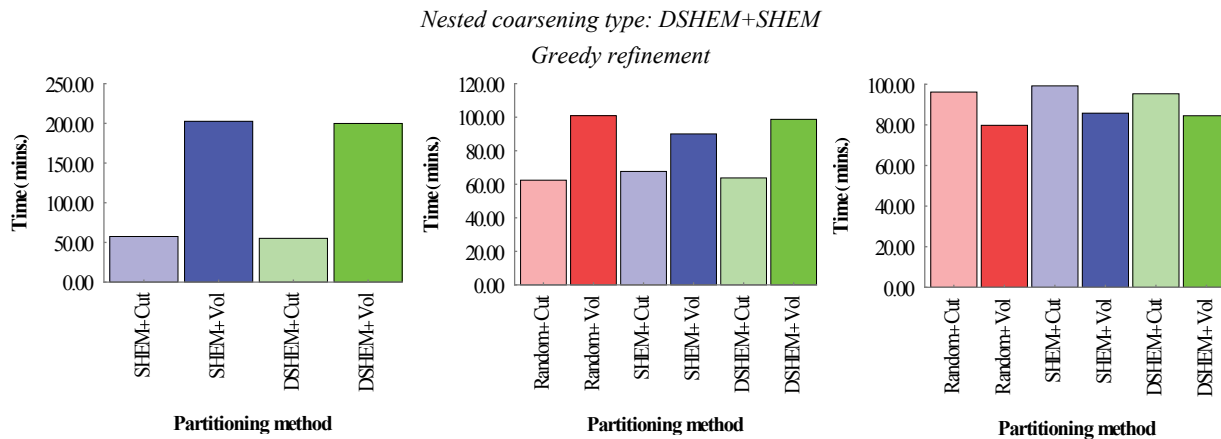 Nested coarsening type: DSHEM+SHEM
Greedy refinement
250.00
200.00
150.00
100.00
50.00
0.00
Time (mins.)
SHEM+Cut
SHEM+Vol
DSHEM+Cut
DSHEM+Vol
Partitioning method
120.00
100.00
80.00
60.00
40.00
20.00
0.00
Time (mins.)
Random+Cut
Random+Vol
SHEM+Cut
SHEM+Vol
DSHEM+Cut
DSHEM+Vol
Partitioning method
100.00
80.00
60.00
40.00
20.00
0.00
Time (mins.)
Random+Cut
Random+Vol
SHEM+Cut
SHEM+Vol
DSHEM+Cut
DSHEM+Vol
Partitioning method